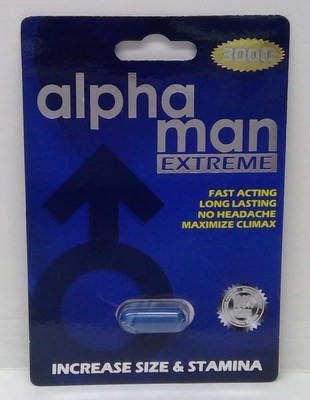 3000
alpha
man
EXTREME
FAST ACTING
LONG LASTING
NO HEADACHE
MAXIMIZE CLIMAX
INCREASE SIZE & STAMINA